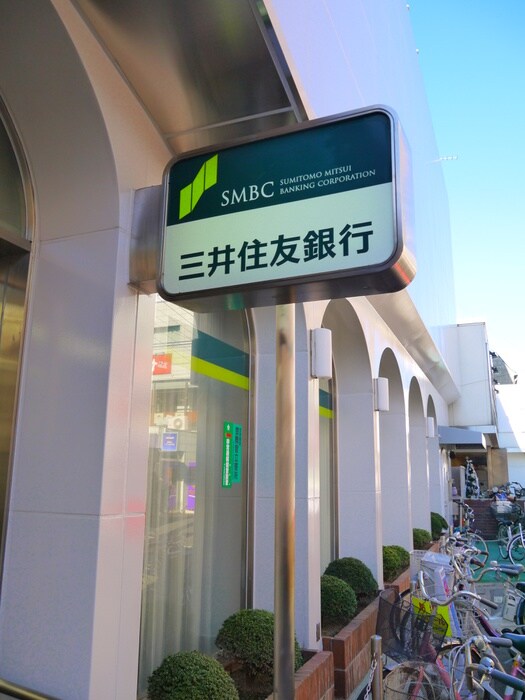 SMBC
SUMITOMO MITSUI
BANKING CORPORATION
三井住友銀行